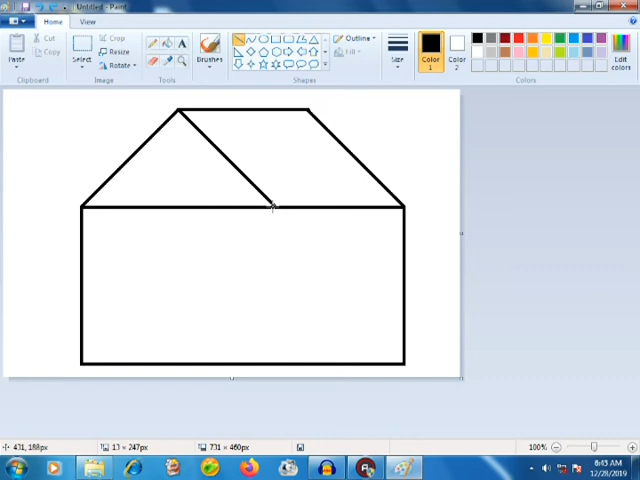 Untitled - Paint
Home View
Paste
Cut
Copy
Clipboard
Select
Crop
Resize
Rotate
Image
Tools
Brushes
Outline
Fill
Shapes
Size
Color 1
Color 2
Edit colors
Colors
431, 188px
13 × 247px
731 × 460px
100%
6:43 AM
12/28/2019